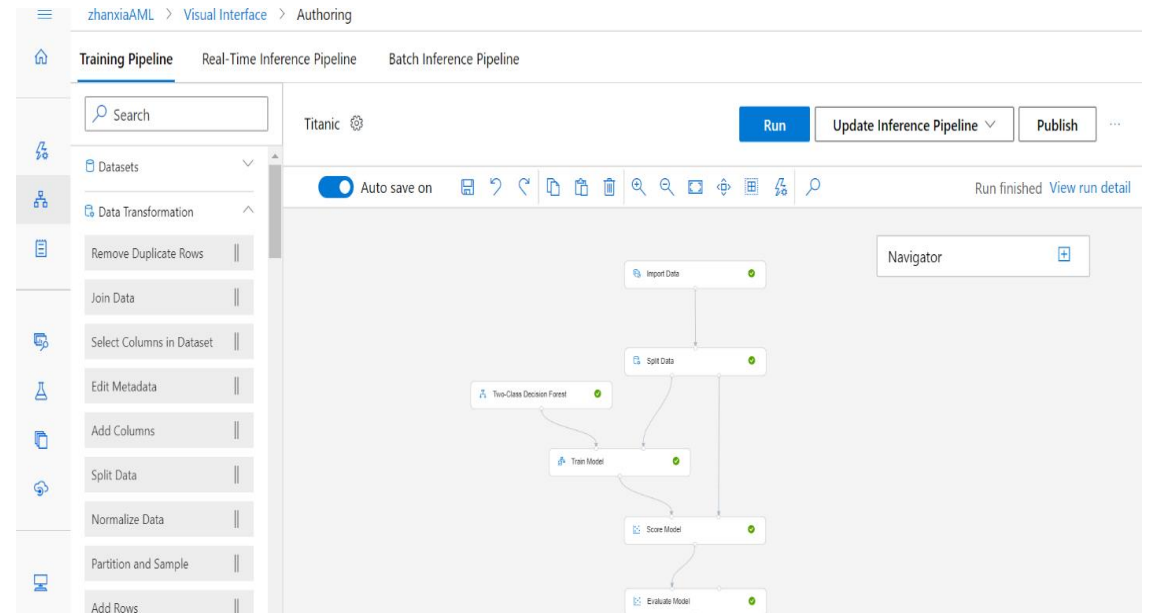 zhanxiaAML > Visual Interface > Authoring
Training Pipeline Real-Time Inference Pipeline Batch Inference Pipeline
Search
Titanic
Run
Update Inference Pipeline
Publish
...
Datasets
Auto save on
Run finished View run detail
Data Transformation
Remove Duplicate Rows
Join Data
Select Columns in Dataset
Edit Metadata
Add Columns
Split Data
Normalize Data
Partition and Sample
Add Rows
Navigator
Import Data
Split Data
Two-Class Decision Forest
Train Model
Score Model
Evaluate Model